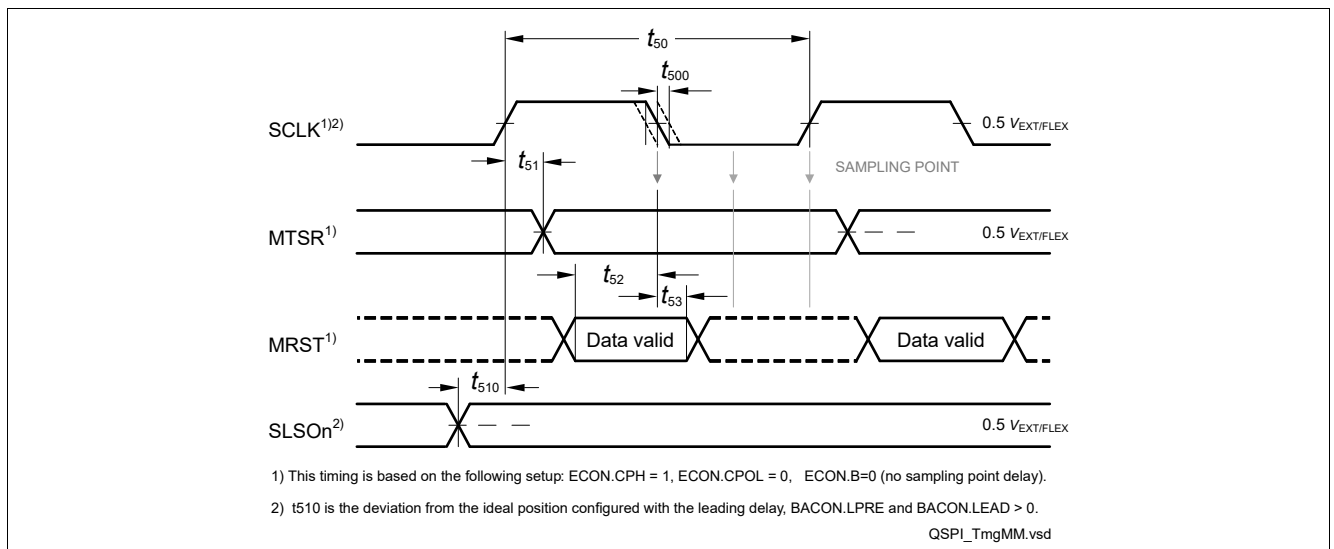 t50
t500
SCLK1)2)
0.5 VEXT/FLEX
t51
SAMPLING POINT
MTSR1)
0.5 VEXT/FLEX
t52
t53
MRST1)
Data valid
Data valid
t510
SLSOn2)
0.5 VEXT/FLEX
1) This timing is based on the following setup: ECON.CPH = 1, ECON.CPOL = 0, ECON.B=0 (no sampling point delay).
2) t510 is the deviation from the ideal position configured with the leading delay, BACON.LPRE and BACON.LEAD > 0.
QSPI_TmgMM.vsd